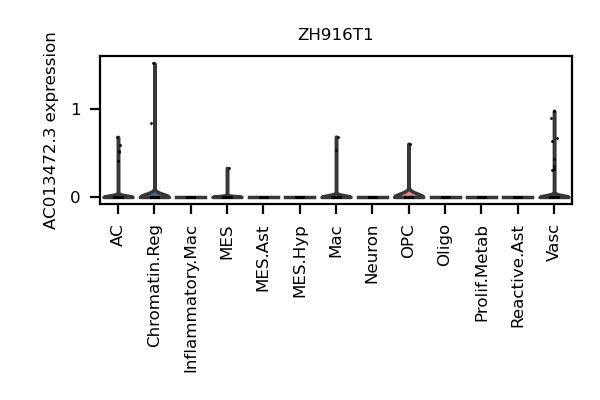 ZH916T1
AC013472.3 expression
1
0
AC
Chromatin.Reg
Inflammatory.Mac
MES
MES.Ast
MES.Hyp
Mac
Neuron
OPC
Oligo
Prolif.Metab
Reactive.Ast
Vasc